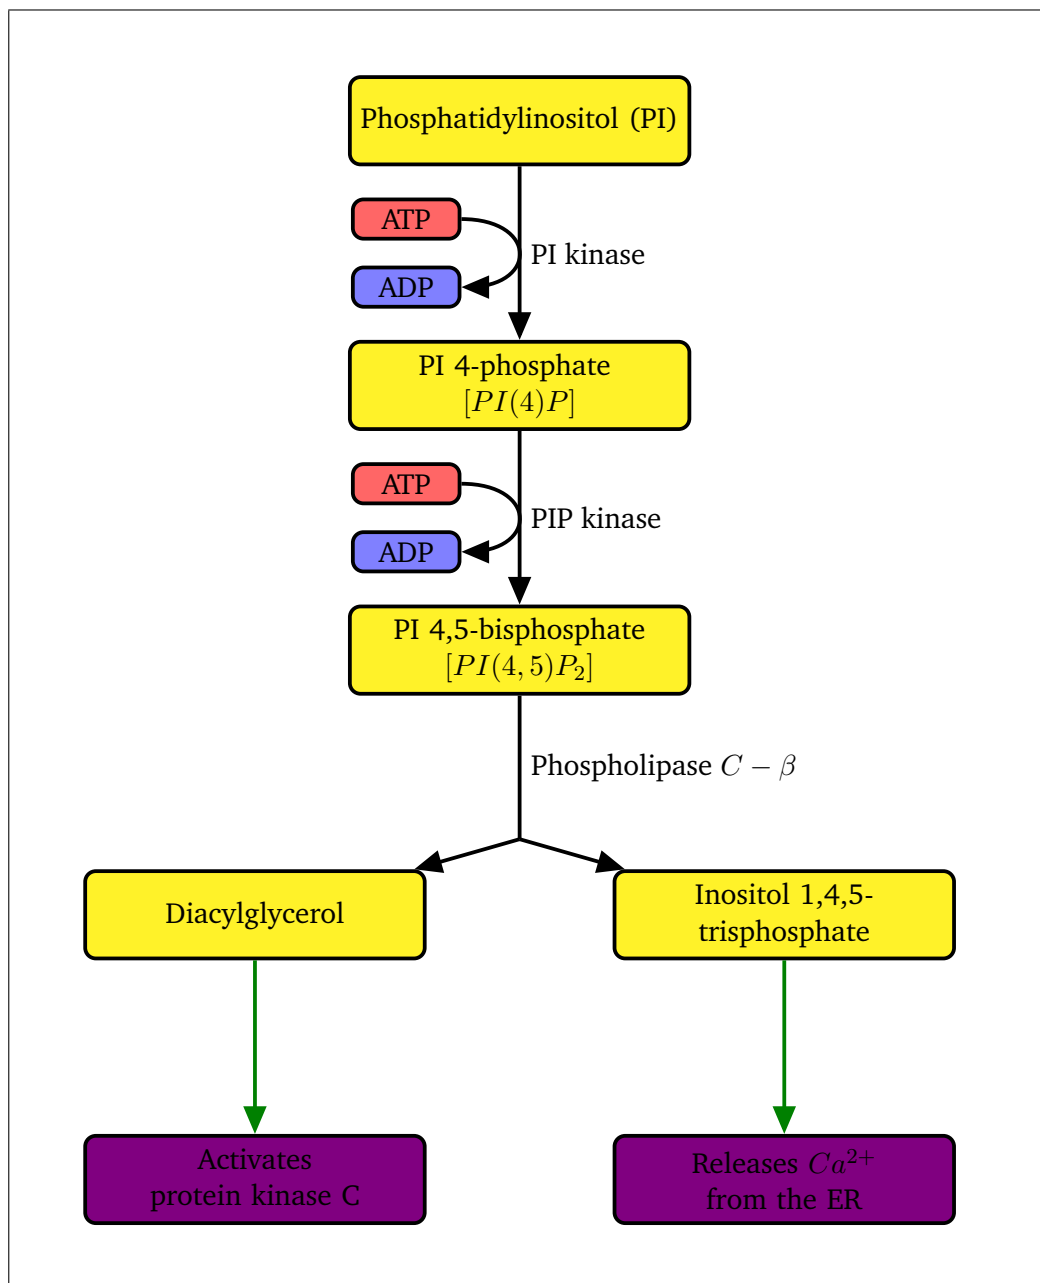 Phosphatidylinositol (PI)
ATP
PI kinase
ADP
PI 4-phosphate
[PI(4)P]
ATP
PIP kinase
ADP
PI 4,5-bisphosphate
[PI(4, 5)P₂]
Phospholipase C − β
Diacylglycerol
Inositol 1,4,5-
trisphosphate
Activates
protein kinase C
Releases Ca²⁺
from the ER